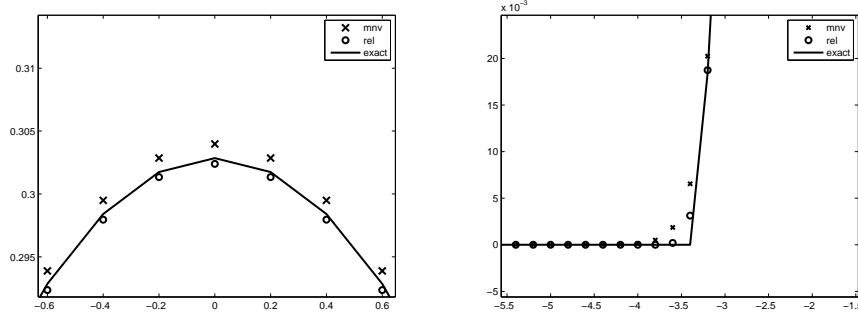 0.31
0.305
0.3
0.295
−0.6 −0.4 −0.2 0 0.2 0.4 0.6
mnv
rel
exact
x 10⁻³
20
15
10
5
0
−5
−5.5 −5 −4.5 −4 −3.5 −3 −2.5 −2 −1.5
mnv
rel
exact